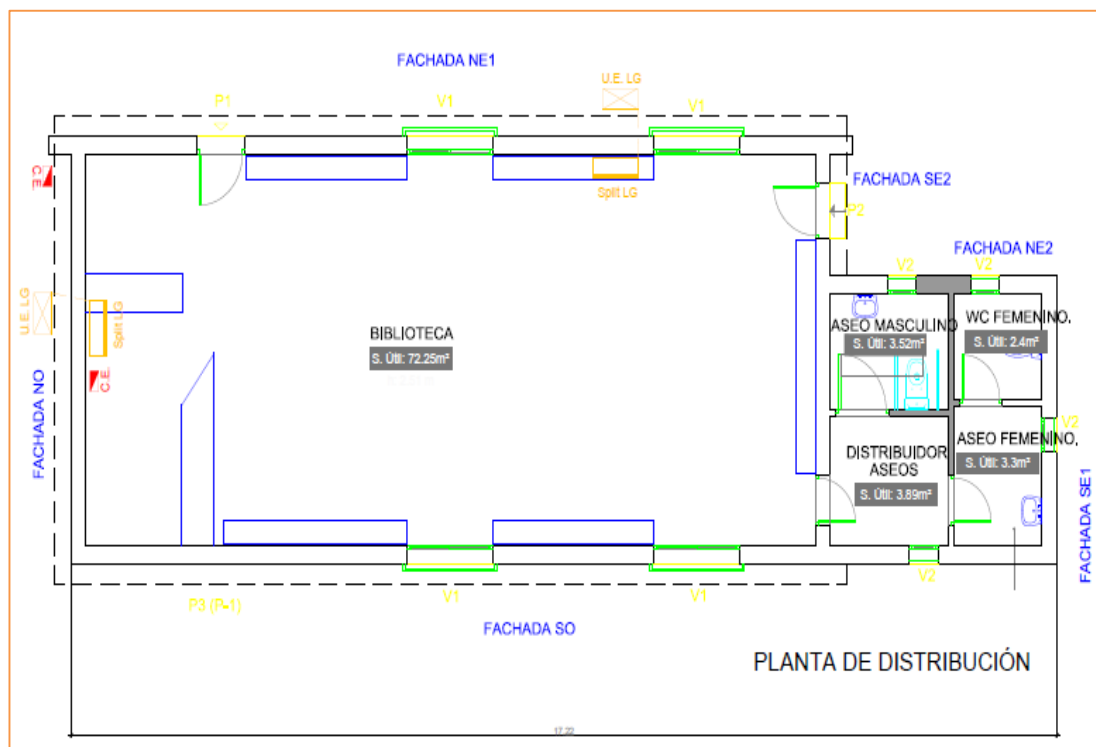 FACHADA NE1
U.E. LG
P1
V1
V1
C.E.
Split LG
FACHADA SE2
P2
FACHADA NE2
V2
V2
U.E.LG
Split LG
BIBLIOTECA
S. Útil: 72.25m²
ASEO MASCULINO
S. Útil: 3.52m²
WC FEMENINO.
S. Útil: 2.4m²
C.E.
FACHADA NO
V2
ASEO FEMENINO.
S. Útil: 3.3m²
DISTRIBUIDOR
ASEOS
S. Útil: 3.89m²
FACHADA SE1
V2
P3 (P-1)
V1
V1
FACHADA SO
PLANTA DE DISTRIBUCIÓN
17.22